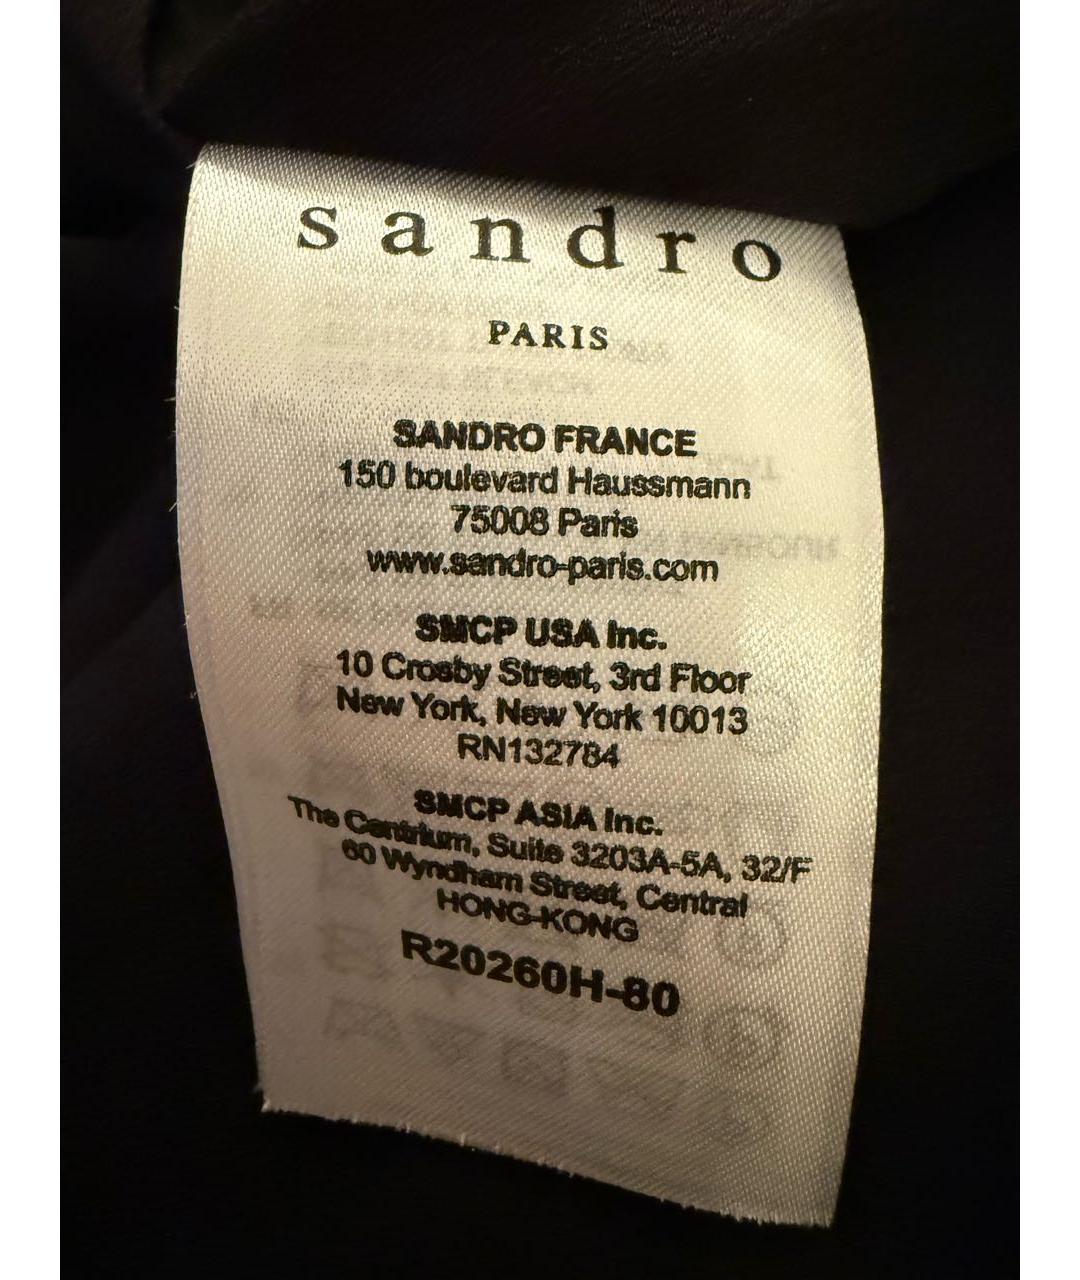 sandro
PARIS
SANDRO FRANCE
150 boulevard Haussmann
75008 Paris
www.sandro-paris.com
SMCP USA Inc.
10 Crosby Street, 3rd Floor
New York, New York 10013
RN132784
SMCP ASIA Inc.
The Centrium, Suite 3203A-5A, 32/F
60 Wyndham Street, Central
HONG-KONG
R20260H-80